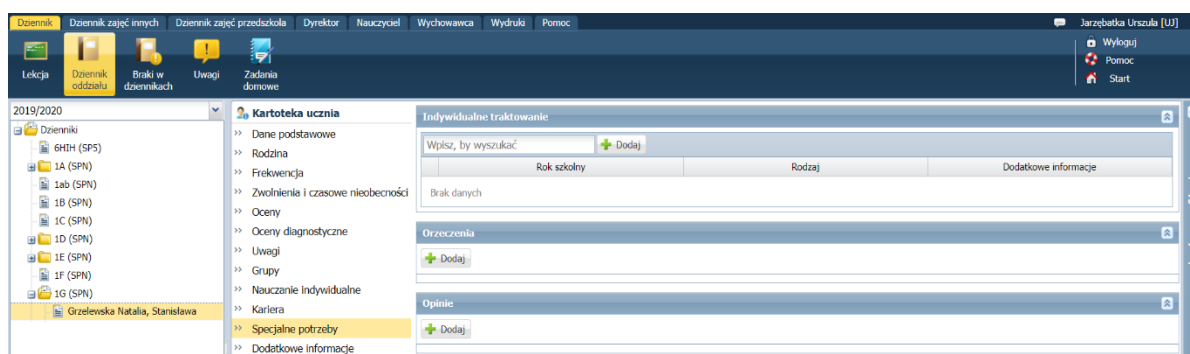 Dziennik Dziennik zajęć innych Dziennik zajęć przedszkola Dyrektor Nauczyciel Wychowawca Wydruki Pomoc Jarzębatka Urszula [UJ]
Lekcja
Dziennik oddziału
Braki w dziennikach
Uwagi
Zadania domowe
Wyloguj
Pomoc
Start
2019/2020
Dzienniki
6HIH (SP5)
1A (SPN)
1ab (SPN)
1B (SPN)
1C (SPN)
1D (SPN)
1E (SPN)
1F (SPN)
1G (SPN)
Grzelewska Natalia, Stanisława
Kartoteka ucznia
Dane podstawowe
Rodzina
Frekwencja
Zwolnienia i czasowe nieobecności
Oceny
Oceny diagnostyczne
Uwagi
Grupy
Nauczanie indywidualne
Kariera
Specjalne potrzeby
Dodatkowe informacje
Indywidualne traktowanie
Wpisz, by wyszukać Dodaj
Rok szkolny Rodzaj Dodatkowe informacje
Brak danych
Orzeczenia
Dodaj
Opinie
Dodaj